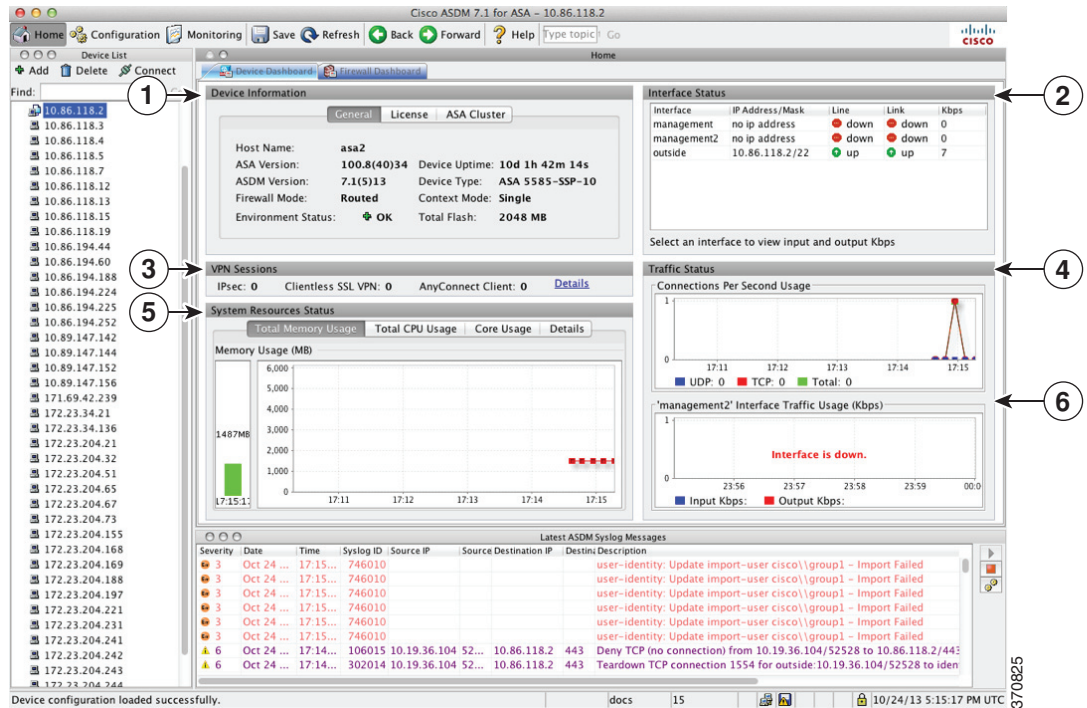 Cisco ASDM 7.1 for ASA – 10.86.118.2
Home Configuration Monitoring Save Refresh Back Forward Help Type topic Go
CISCO
Device List
Add Delete Connect
Find: Go
10.86.118.2
10.86.118.3
10.86.118.4
10.86.118.5
10.86.118.7
10.86.118.12
10.86.118.13
10.86.118.15
10.86.118.19
10.86.194.44
10.86.194.60
10.86.194.188
10.86.194.224
10.86.194.225
10.86.194.252
10.89.147.142
10.89.147.144
10.89.147.152
10.89.147.156
171.69.42.239
172.23.34.21
172.23.34.136
172.23.204.21
172.23.204.32
172.23.204.51
172.23.204.65
172.23.204.67
172.23.204.73
172.23.204.155
172.23.204.168
172.23.204.169
172.23.204.188
172.23.204.197
172.23.204.221
172.23.204.231
172.23.204.241
172.23.204.242
172.23.204.243
172.23.204.244
Home
Device Dashboard Firewall Dashboard
1
Device Information
General License ASA Cluster
Host Name: asa2
ASA Version: 100.8(40)34 Device Uptime: 10d 1h 42m 14s
ASDM Version: 7.1(5)13 Device Type: ASA 5585-SSP-10
Firewall Mode: Routed Context Mode: Single
Environment Status: OK Total Flash: 2048 MB
2
Interface Status
Interface IP Address/Mask Line Link Kbps
management no ip address down down 0
management2 no ip address down down 0
outside 10.86.118.2/22 up up 7
Select an interface to view input and output Kbps
3
VPN Sessions
IPsec: 0 Clientless SSL VPN: 0 AnyConnect Client: 0 Details
4
Traffic Status
Connections Per Second Usage
1
0
17:11 17:12 17:13 17:14 17:15
UDP: 0 TCP: 0 Total: 0
5
System Resources Status
Total Memory Usage Total CPU Usage Core Usage Details
Memory Usage (MB)
1487MB
17:15:17
6,000
5,000
4,000
3,000
2,000
1,000
0
17:11 17:12 17:13 17:14 17:15
6
'management2' Interface Traffic Usage (Kbps)
1
Interface is down.
0
23:56 23:57 23:58 23:59 00:0
Input Kbps: Output Kbps:
Latest ASDM Syslog Messages
Severity Date Time Syslog ID Source IP Source Destination IP Destina Description
3 Oct 24 ... 17:15... 746010 user-identity: Update import-user cisco\\group1 – Import Failed
3 Oct 24 ... 17:15... 746010 user-identity: Update import-user cisco\\group1 – Import Failed
3 Oct 24 ... 17:15... 746010 user-identity: Update import-user cisco\\group1 – Import Failed
3 Oct 24 ... 17:15... 746010 user-identity: Update import-user cisco\\group1 – Import Failed
3 Oct 24 ... 17:15... 746010 user-identity: Update import-user cisco\\group1 – Import Failed
3 Oct 24 ... 17:15... 746010 user-identity: Update import-user cisco\\group1 – Import Failed
6 Oct 24 ... 17:14... 106015 10.19.36.104 52... 10.86.118.2 443 Deny TCP (no connection) from 10.19.36.104/52528 to 10.86.118.2/443
6 Oct 24 ... 17:14... 302014 10.19.36.104 52... 10.86.118.2 443 Teardown TCP connection 1554 for outside:10.19.36.104/52528 to iden
Device configuration loaded successfully. docs 15 10/24/13 5:15:17 PM UTC
370825